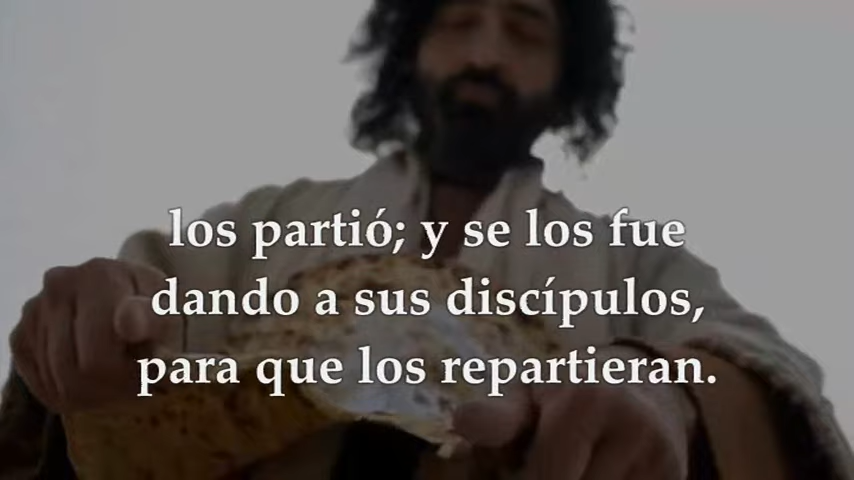 los partió; y se los fue
dando a sus discípulos,
para que los repartieran.